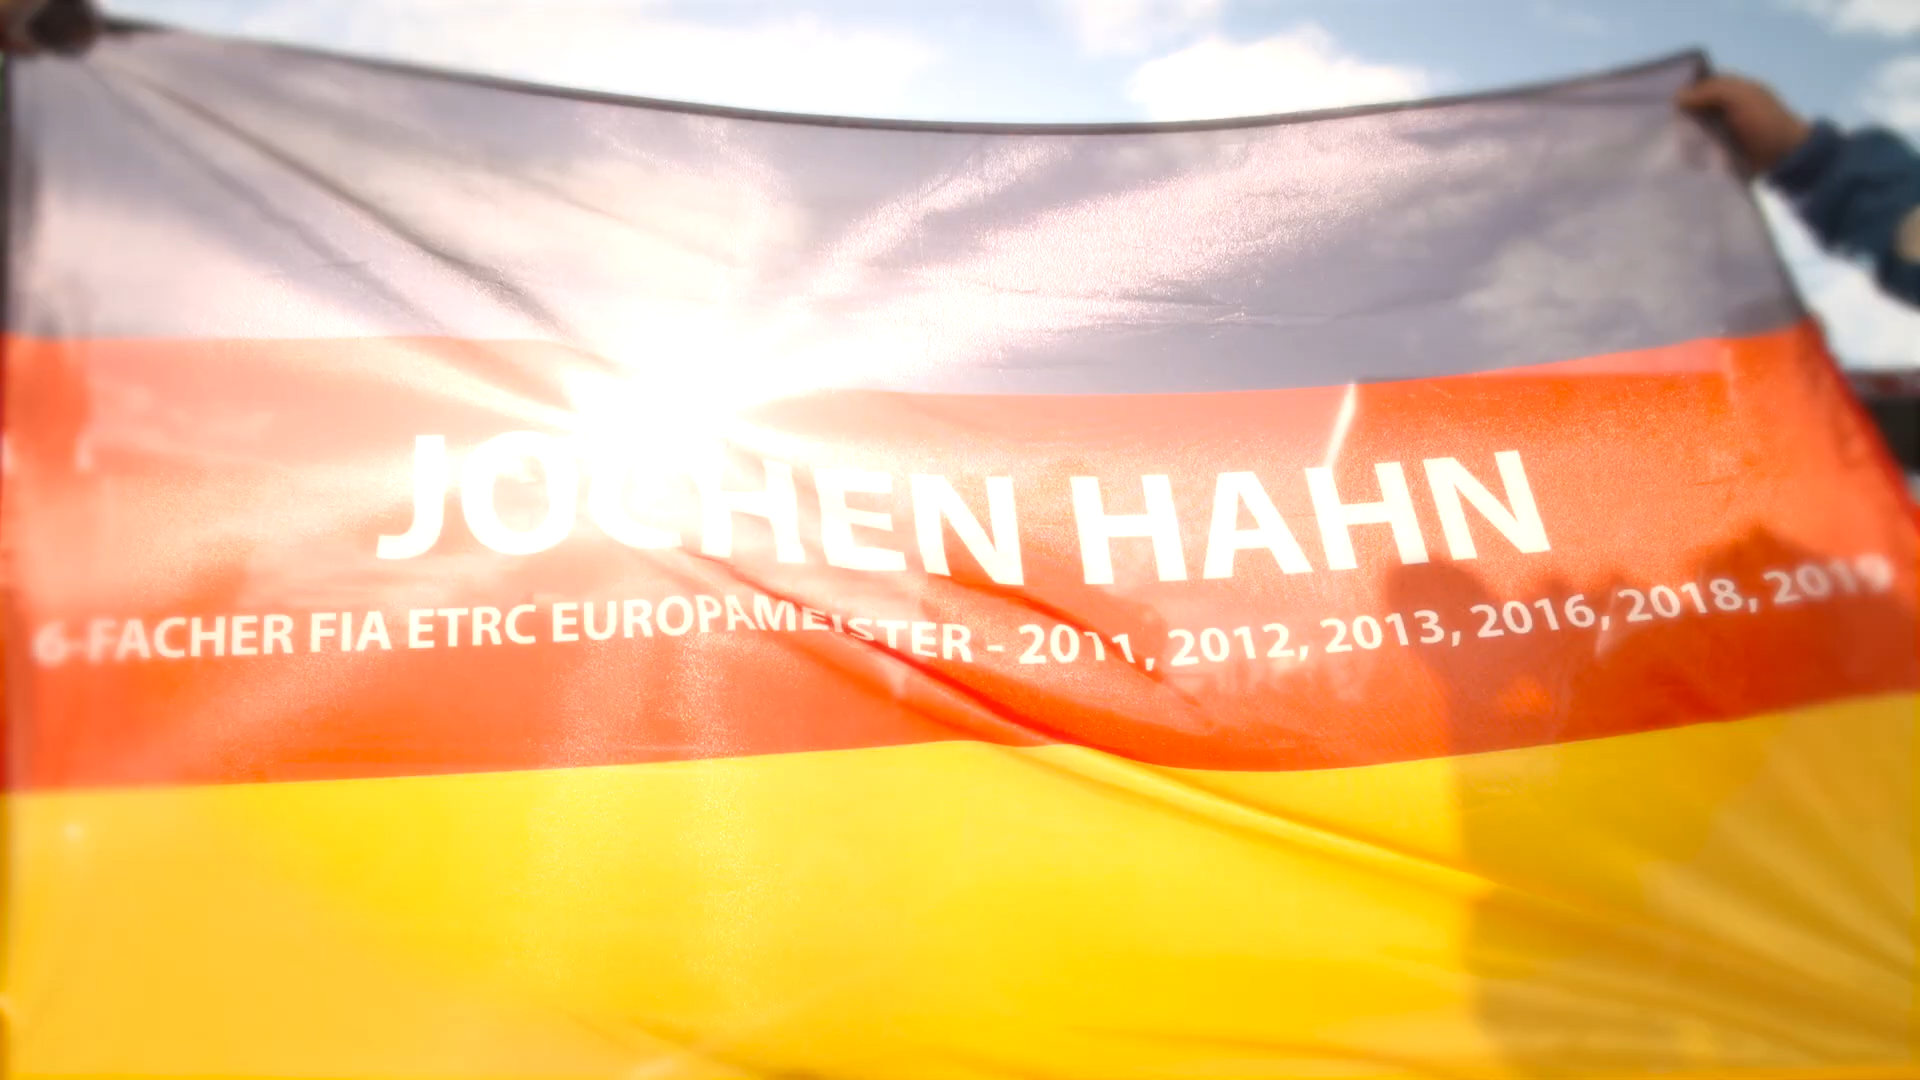 JOCHEN HAHN
6-FACHER FIA ETRC EUROPAMEISTER - 2011, 2012, 2013, 2016, 2018, 2019